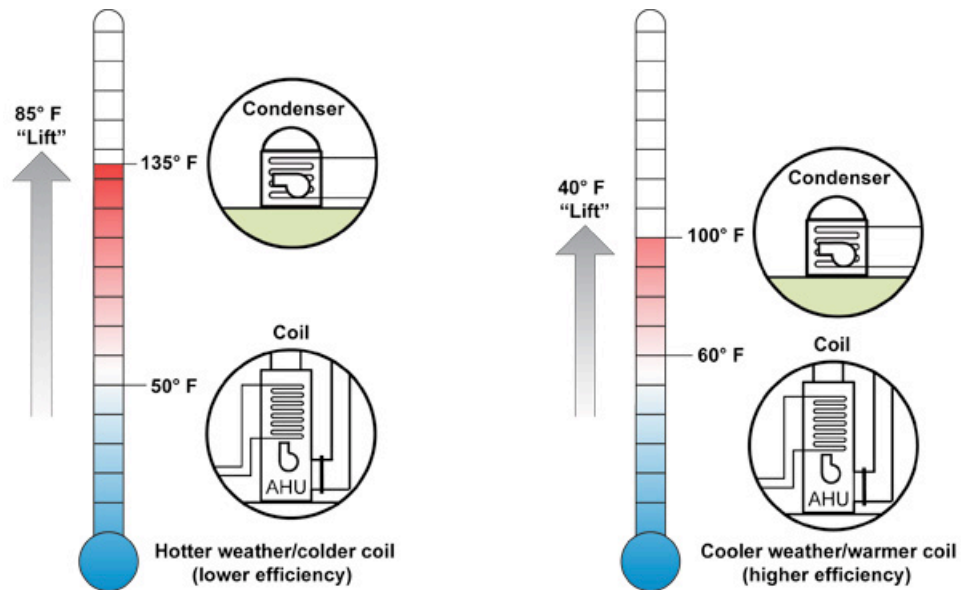 85° F
“Lift”
135° F
Condenser
50° F
Coil
AHU
Hotter weather/colder coil
(lower efficiency)
40° F
“Lift”
100° F
Condenser
60° F
Coil
AHU
Cooler weather/warmer coil
(higher efficiency)